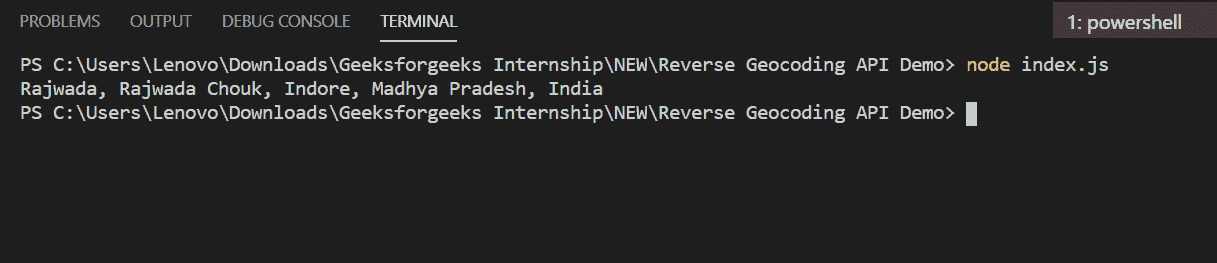 PROBLEMS OUTPUT DEBUG CONSOLE TERMINAL 1: powershell
PS C:\Users\Lenovo\Downloads\Geeksforgeeks Internship\NEW\Reverse Geocoding API Demo> node index.js
Rajwada, Rajwada Chouk, Indore, Madhya Pradesh, India
PS C:\Users\Lenovo\Downloads\Geeksforgeeks Internship\NEW\Reverse Geocoding API Demo>